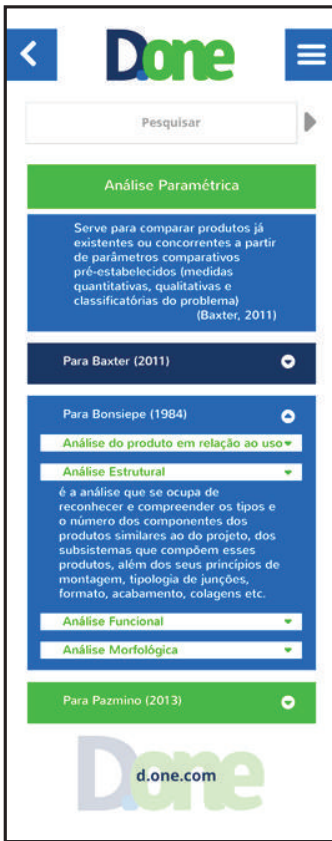 D.one
Pesquisar
Análise Paramétrica
Serve para comparar produtos já
existentes ou concorrentes a partir
de parâmetros comparativos
pré-estabelecidos (medidas
quantitativas, qualitativas e
classificatórias do problema)
(Baxter, 2011)
Para Baxter (2011)
Para Bonsiepe (1984)
Análise do produto em relação ao uso
Análise Estrutural
é a análise que se ocupa de
reconhecer e compreender os tipos e
o número dos componentes dos
produtos similares ao do projeto, dos
subsistemas que compõem esses
produtos, além dos seus princípios de
montagem, tipologia de junções,
formato, acabamento, colagens etc.
Análise Funcional
Análise Morfológica
Para Pazmino (2013)
D.one
d.one.com